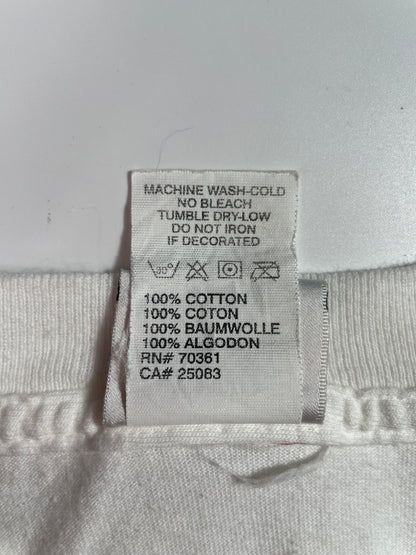 MACHINE WASH-COLD
NO BLEACH
TUMBLE DRY-LOW
DO NOT IRON
IF DECORATED
30°
100% COTTON
100% COTON
100% BAUMWOLLE
100% ALGODON
RN# 70361
CA# 25083